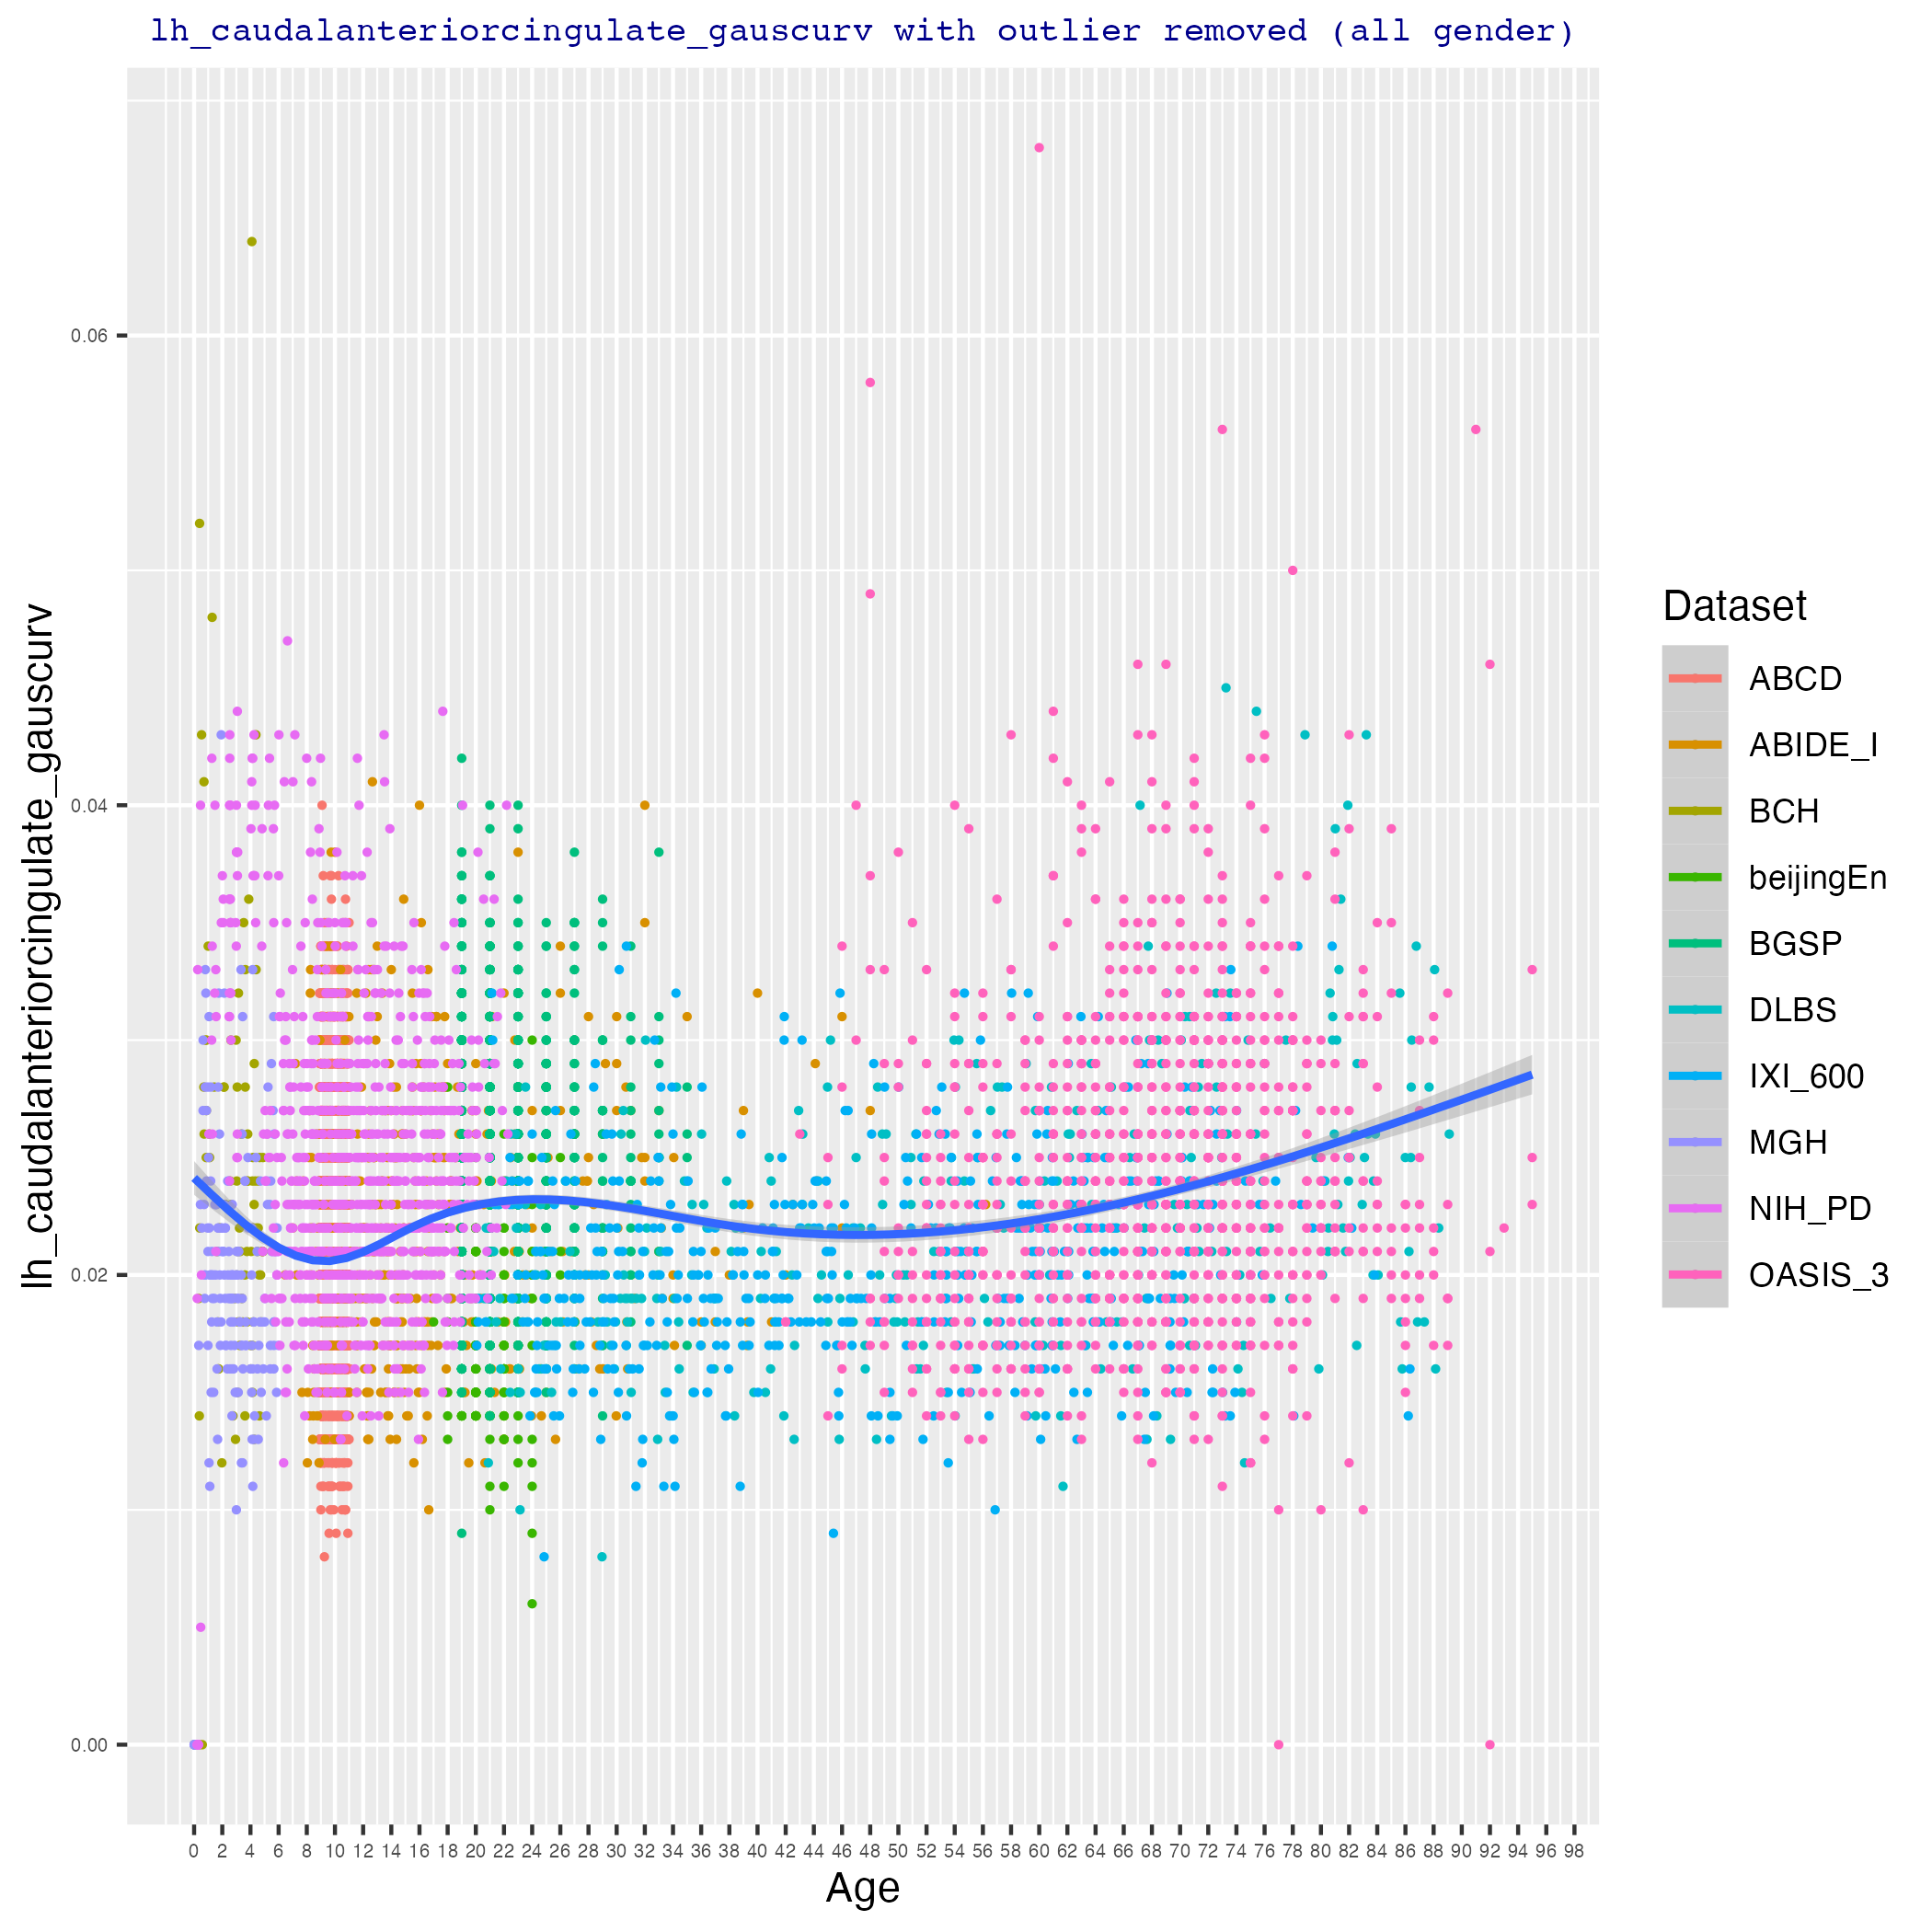 lh_caudalanteriorcingulate_gauscurv with outlier removed (all gender)
lh_caudalanteriorcingulate_gauscurv
0.06
0.04
0.02
0.00
0 2 4 6 8 10 12 14 16 18 20 22 24 26 28 30 32 34 36 38 40 42 44 46 48 50 52 54 56 58 60 62 64 66 68 70 72 74 76 78 80 82 84 86 88 90 92 94 96 98
Age
Dataset
ABCD
ABIDE_I
BCH
beijingEn
BGSP
DLBS
IXI_600
MGH
NIH_PD
OASIS_3